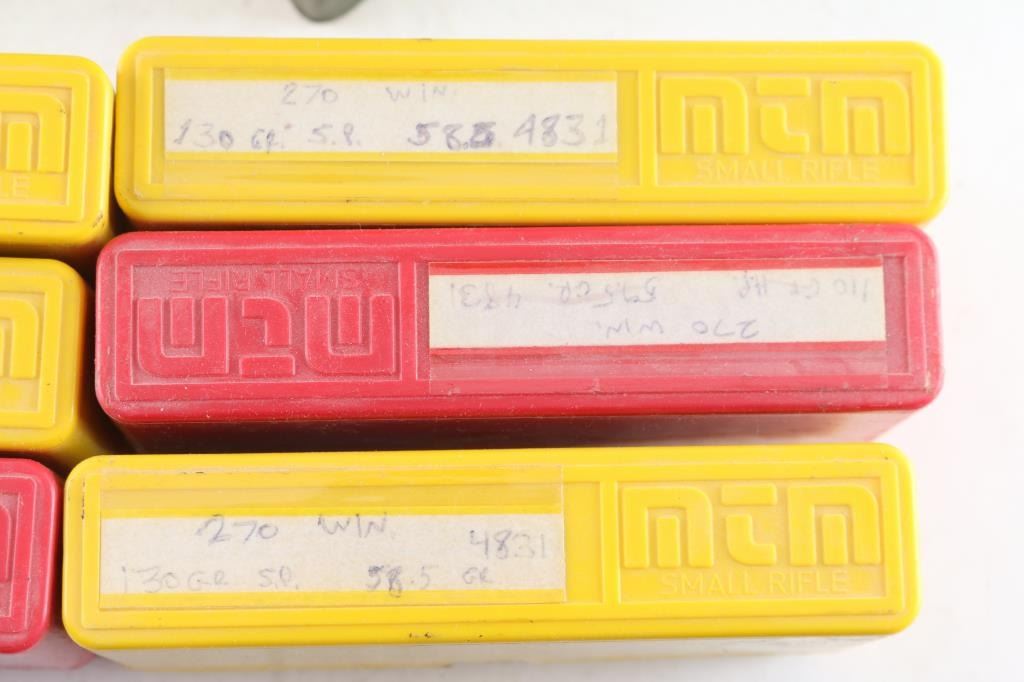 270 WIN.
130 GR. S.P. 58.5 4831
mTm
SMALL RIFLE
LE
mTm
SMALL RIFLE
270 WIN.
110 GR H.P. 59.5 GR. 4831
270 WIN.
4831
130 GR. S.P. 58.5 GR
mTm
SMALL RIFLE